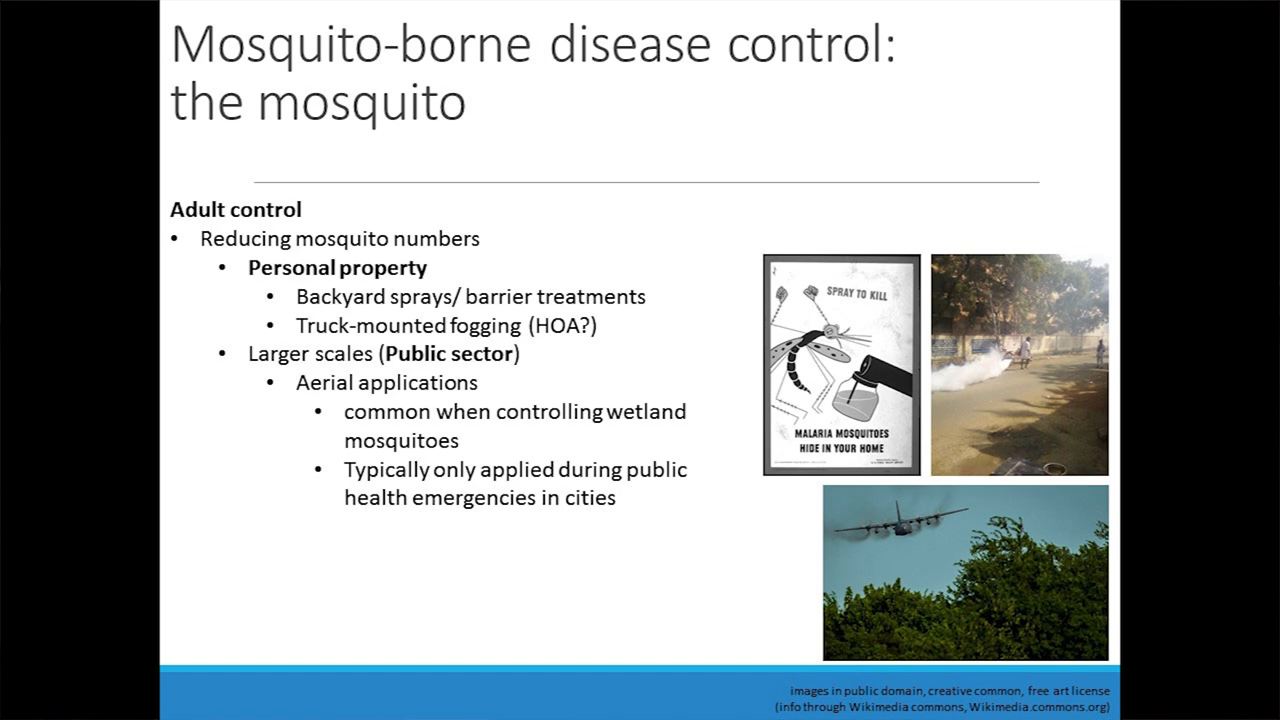 Mosquito-borne disease control:
the mosquito
Adult control
• Reducing mosquito numbers
• Personal property
• Backyard sprays/ barrier treatments
• Truck-mounted fogging (HOA?)
• Larger scales (Public sector)
• Aerial applications
• common when controlling wetland
mosquitoes
• Typically only applied during public
health emergencies in cities
SPRAY TO KILL
MALARIA MOSQUITOES
HIDE IN YOUR HOME
images in public domain, creative common, free art license
(info through Wikimedia commons, Wikimedia.commons.org)